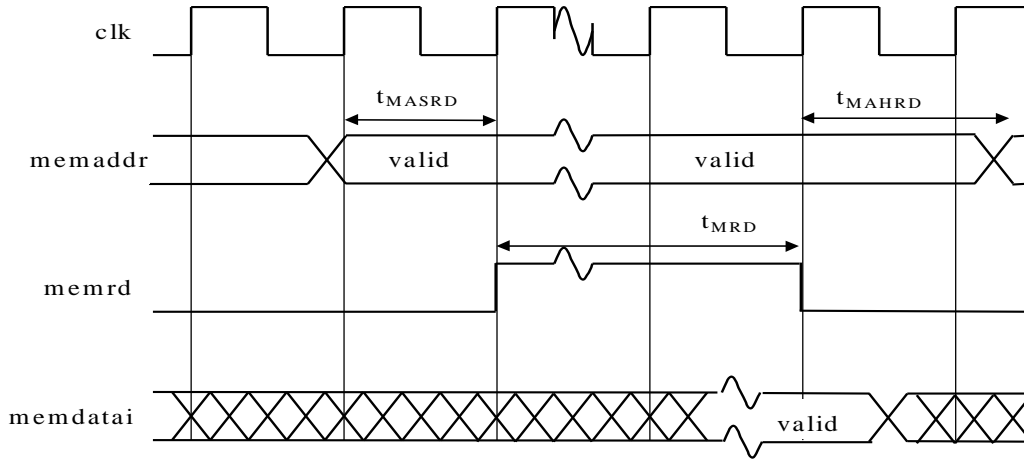 clk
tMASRD
tMAHRD
memaddr
valid
valid
tMRD
memrd
memdatai
valid